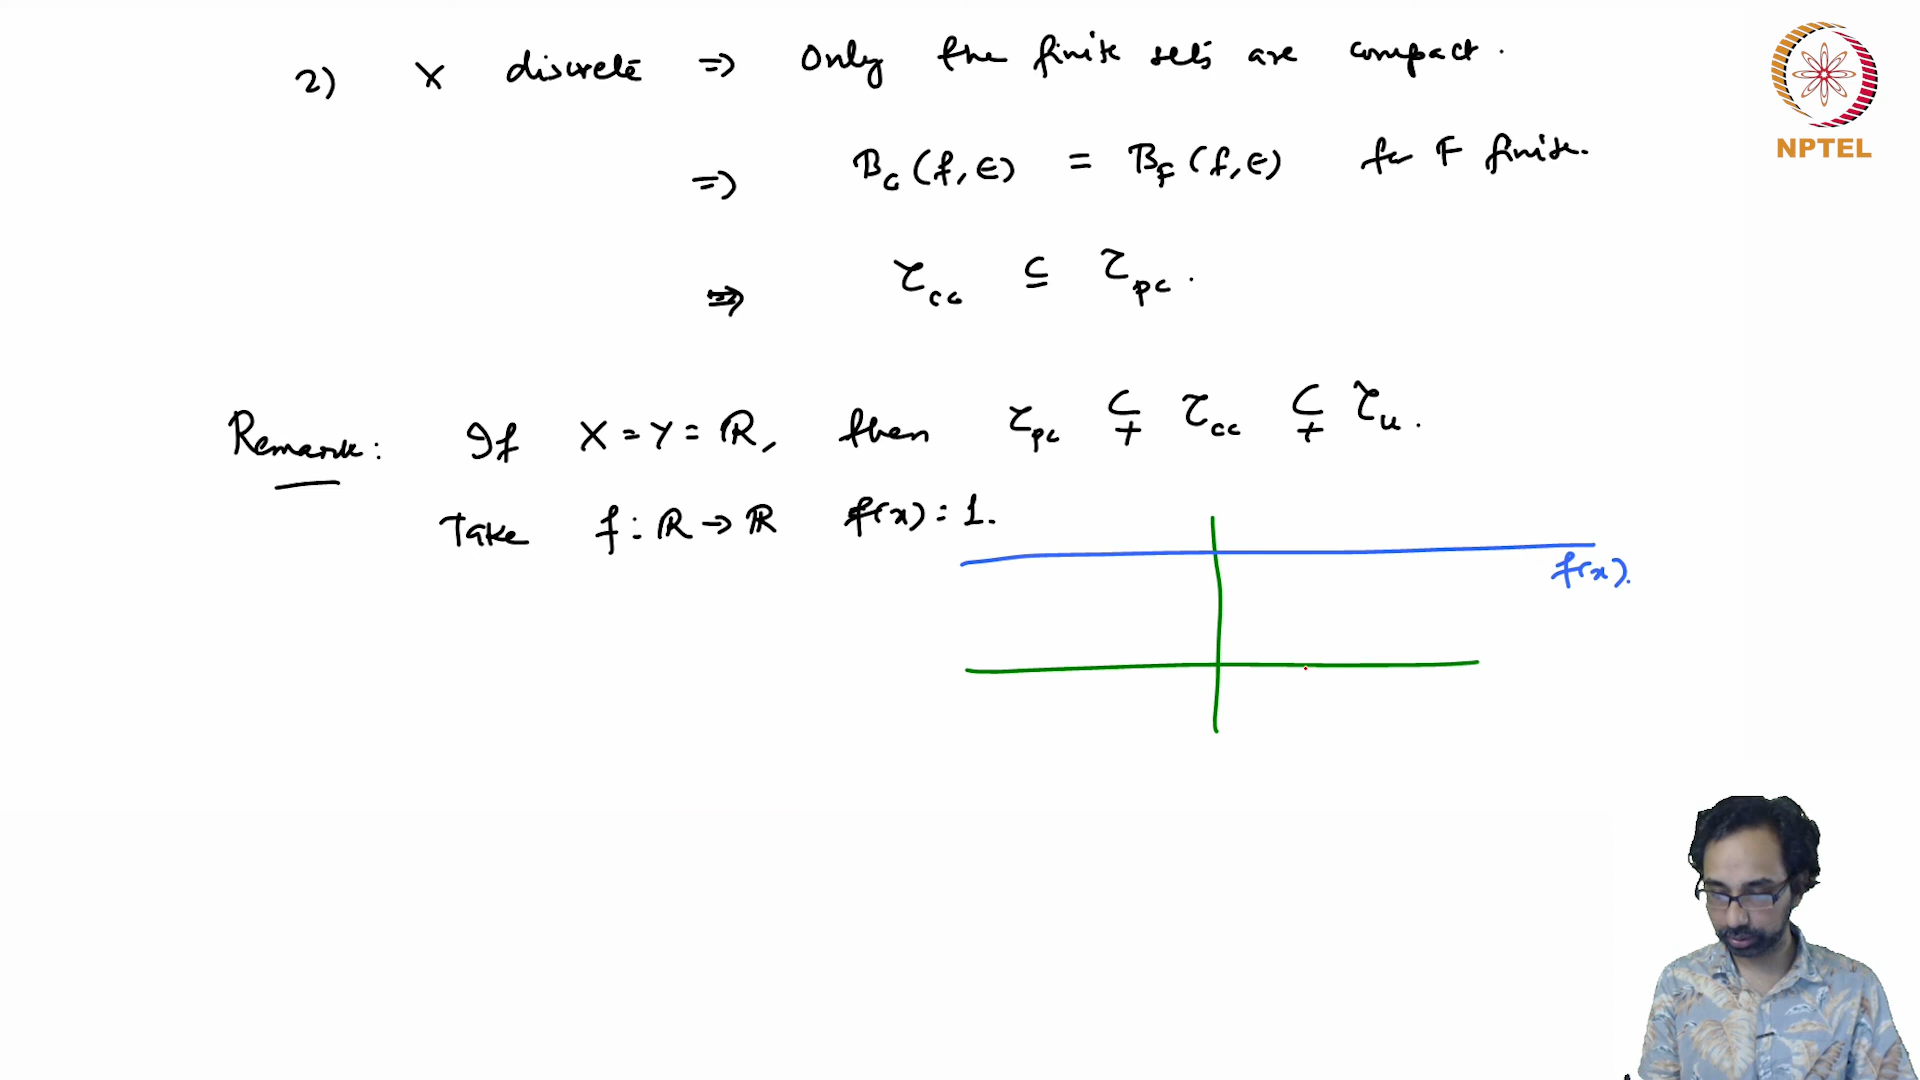 2) X discrete ⇒ Only the finite sets are compact.
⇒ B_C(f,ε) = B_F(f,ε) for F finite.
⇒ τ_cc ⊆ τ_pc.
Remark: If X = Y = ℝ, then τ_pc ⊊ τ_cc ⊊ τ_u.
Take f: ℝ → ℝ f(x) = 1.
f(x).
NPTEL